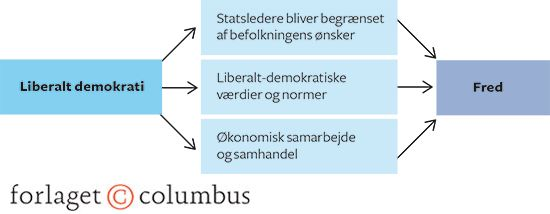 Liberalt demokrati
Statsledere bliver begrænset
af befolkningens ønsker
Liberalt-demokratiske
værdier og normer
Økonomisk samarbejde
og samhandel
Fred
forlaget © columbus